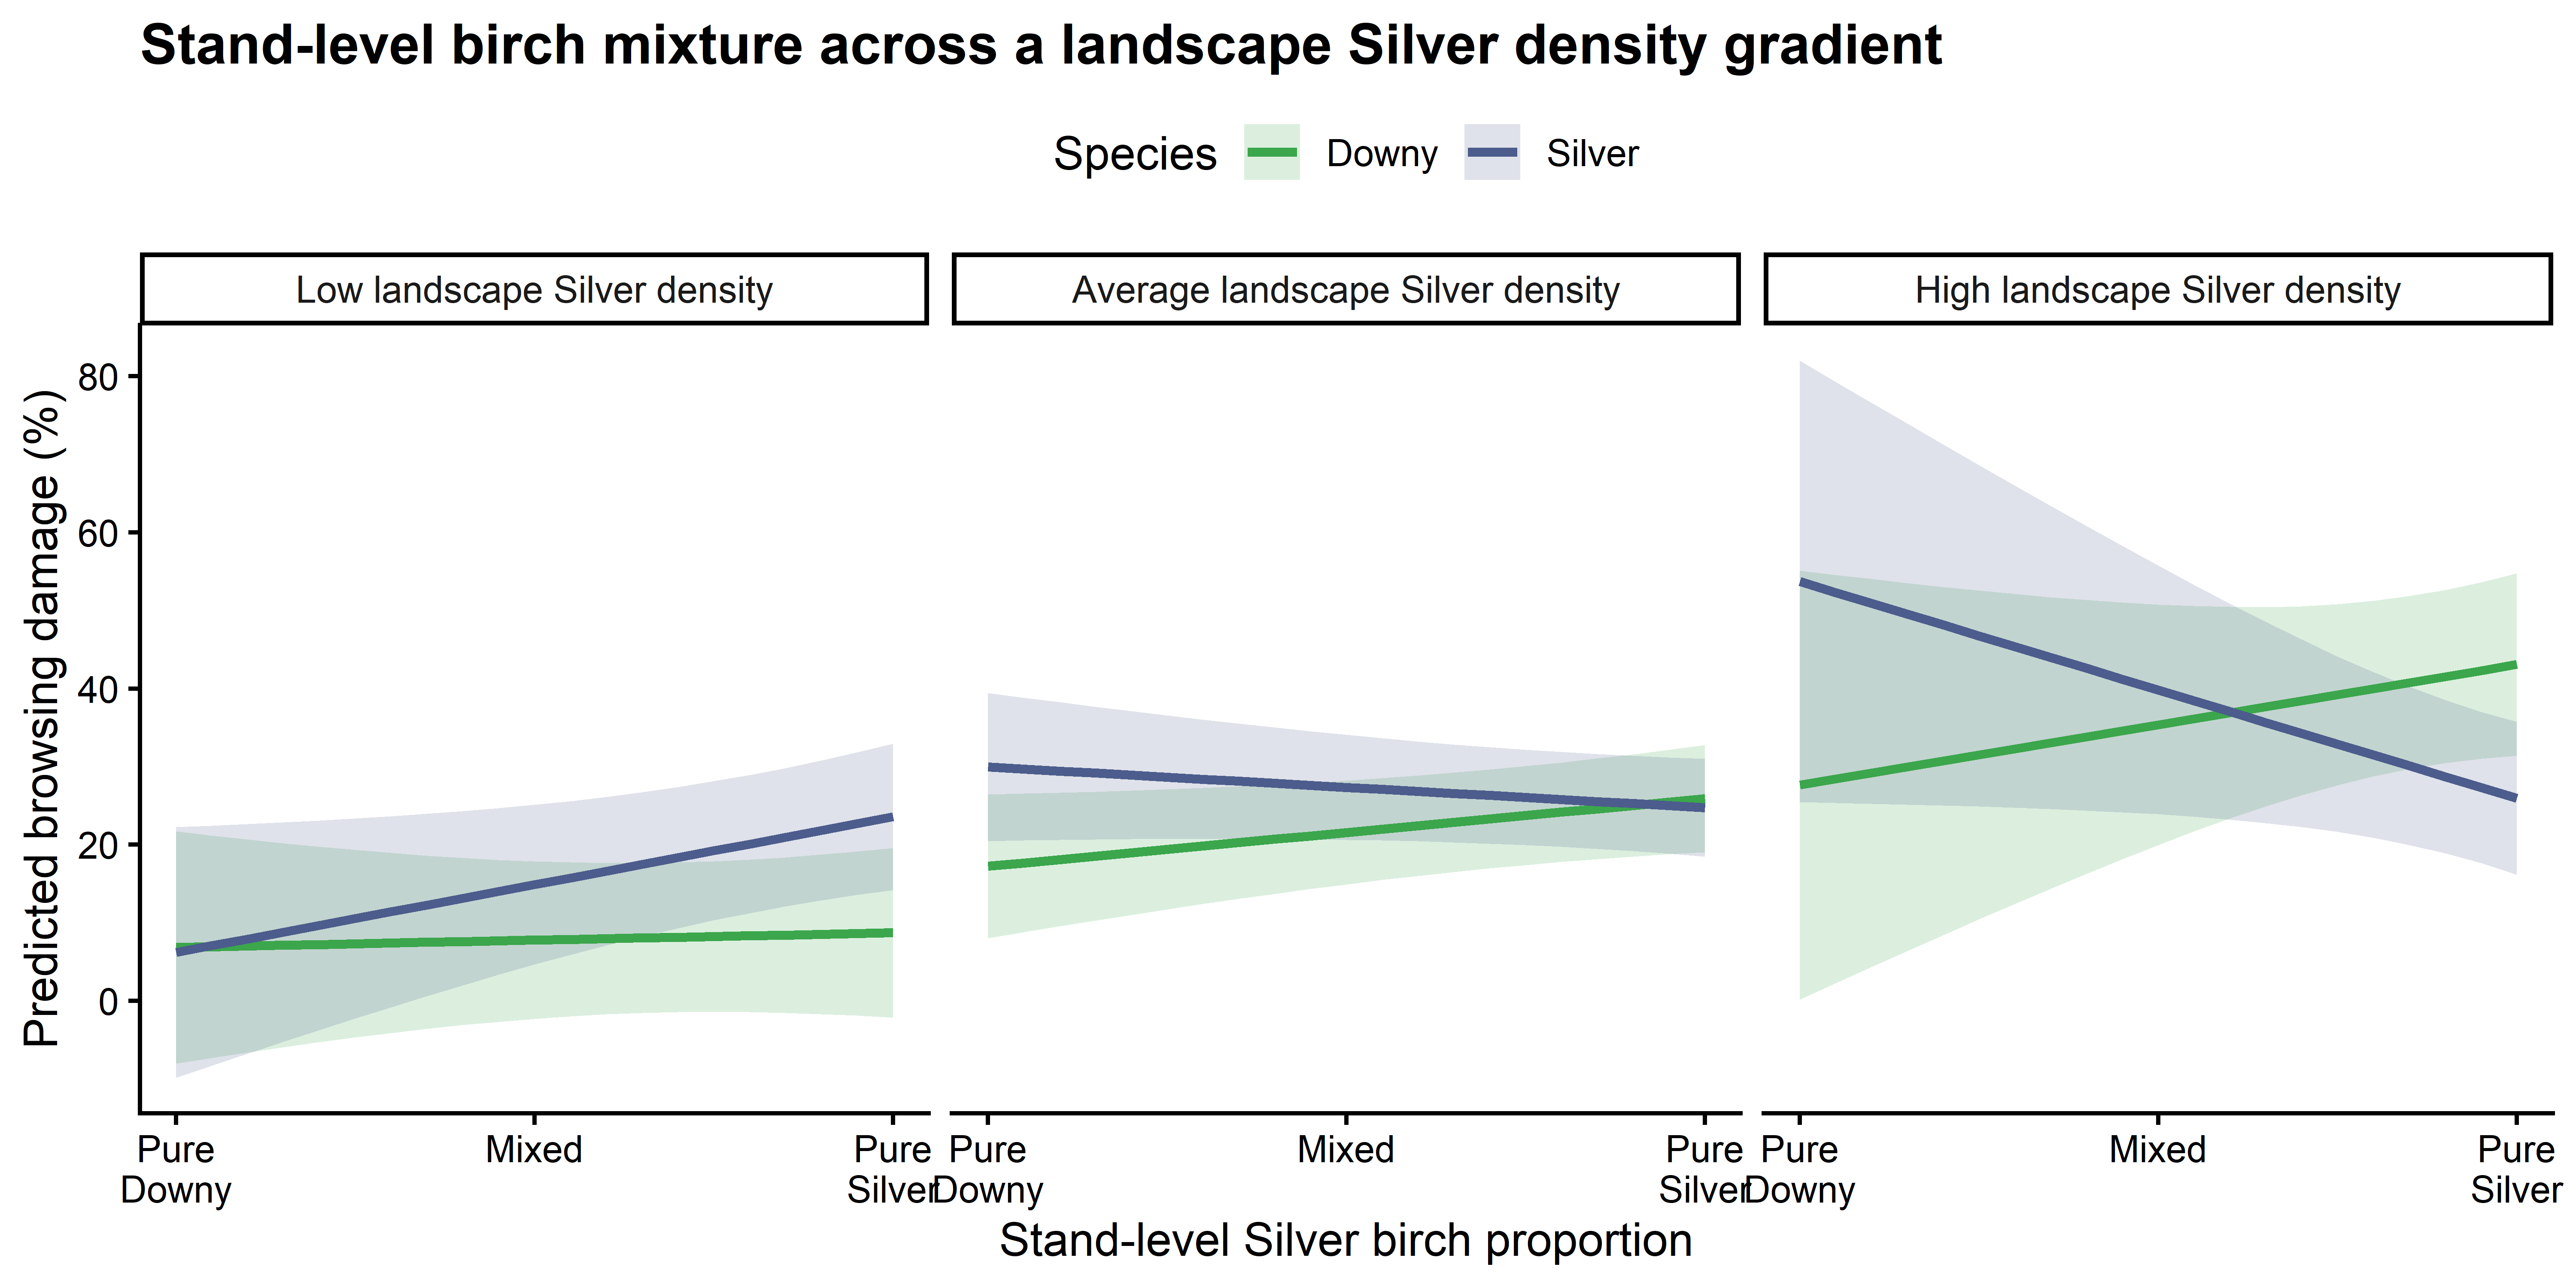 Stand-level birch mixture across a landscape Silver density gradient
Species Downy Silver
Low landscape Silver density
Average landscape Silver density
High landscape Silver density
Predicted browsing damage (%)
80
60
40
20
0
Pure Downy
Mixed
Pure Silver
Pure Downy
Mixed
Pure Silver
Pure Downy
Mixed
Pure Silver
Stand-level Silver birch proportion